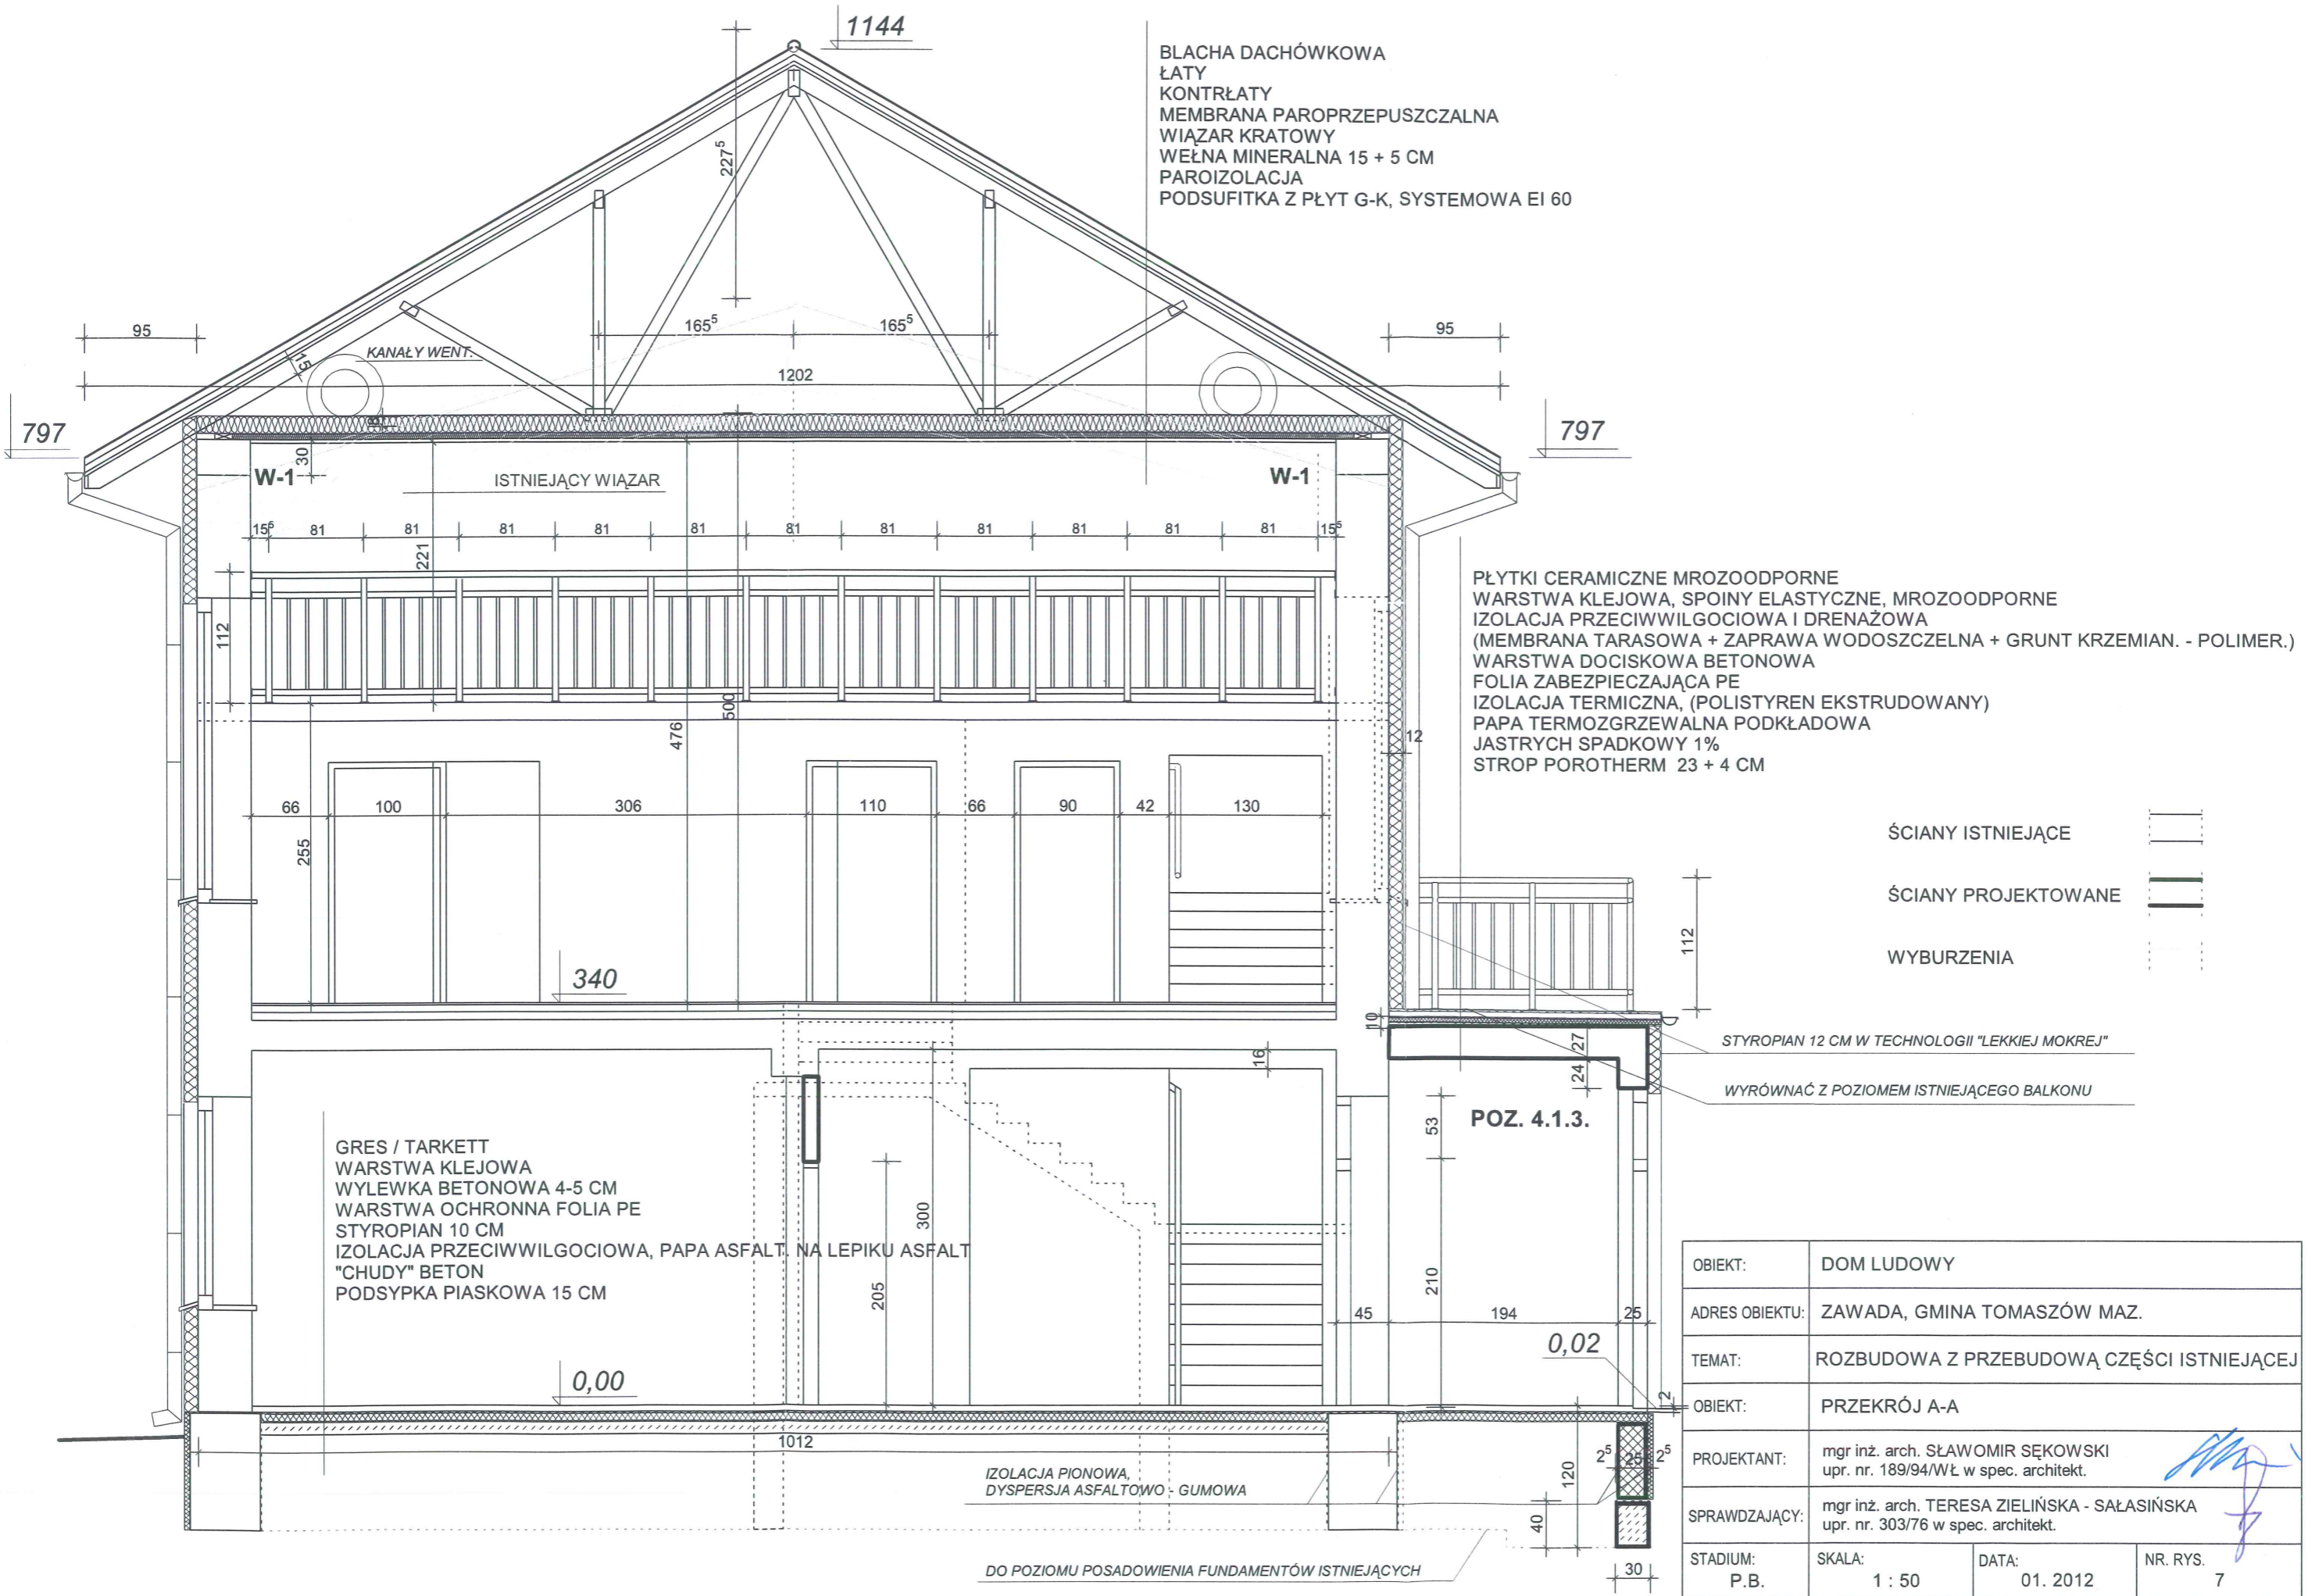 1144
BLACHA DACHÓWKOWA
ŁATY
KONTRŁATY
MEMBRANA PAROPRZEPUSZCZALNA
WIĄZAR KRATOWY
WEŁNA MINERALNA 15 + 5 CM
PAROIZOLACJA
PODSUFITKA Z PŁYT G-K, SYSTEMOWA EI 60
227⁵
165⁵ 165⁵
95 95
KANAŁY WENT.
15
1202
797 797
18
30
W-1 W-1
ISTNIEJĄCY WIĄZAR
15⁵ 81 81 81 81 81 81 81 81 81 81 81 15⁵
221
112
500
476
12
PŁYTKI CERAMICZNE MROZOODPORNE
WARSTWA KLEJOWA, SPOINY ELASTYCZNE, MROZOODPORNE
IZOLACJA PRZECIWWILGOCIOWA I DRENAŻOWA
(MEMBRANA TARASOWA + ZAPRAWA WODOSZCZELNA + GRUNT KRZEMIAN. - POLIMER.)
WARSTWA DOCISKOWA BETONOWA
FOLIA ZABEZPIECZAJĄCA PE
IZOLACJA TERMICZNA, (POLISTYREN EKSTRUDOWANY)
PAPA TERMOZGRZEWALNA PODKŁADOWA
JASTRYCH SPADKOWY 1%
STROP POROTHERM 23 + 4 CM
66 100 306 110 66 90 42 130
255
ŚCIANY ISTNIEJĄCE
ŚCIANY PROJEKTOWANE
WYBURZENIA
112
340
10
27
24
16
STYROPIAN 12 CM W TECHNOLOGII "LEKKIEJ MOKREJ"
WYRÓWNAĆ Z POZIOMEM ISTNIEJĄCEGO BALKONU
53
POZ. 4.1.3.
GRES / TARKETT
WARSTWA KLEJOWA
WYLEWKA BETONOWA 4-5 CM
WARSTWA OCHRONNA FOLIA PE
STYROPIAN 10 CM
IZOLACJA PRZECIWWILGOCIOWA, PAPA ASFALT. NA LEPIKU ASFALT
"CHUDY" BETON
PODSYPKA PIASKOWA 15 CM
300
205
210
45 194 25
0,02
0,00
2
1012
2⁵ 25 2⁵
120
40
30
IZOLACJA PIONOWA,
DYSPERSJA ASFALTOWO - GUMOWA
DO POZIOMU POSADOWIENIA FUNDAMENTÓW ISTNIEJĄCYCH
OBIEKT: DOM LUDOWY
ADRES OBIEKTU: ZAWADA, GMINA TOMASZÓW MAZ.
TEMAT: ROZBUDOWA Z PRZEBUDOWĄ CZĘŚCI ISTNIEJĄCEJ
OBIEKT: PRZEKRÓJ A-A
PROJEKTANT: mgr inż. arch. SŁAWOMIR SĘKOWSKI
upr. nr. 189/94/WŁ w spec. architekt.
SPRAWDZAJĄCY: mgr inż. arch. TERESA ZIELIŃSKA - SAŁASIŃSKA
upr. nr. 303/76 w spec. architekt.
STADIUM: SKALA: DATA: NR. RYS.
P.B. 1 : 50 01. 2012 7